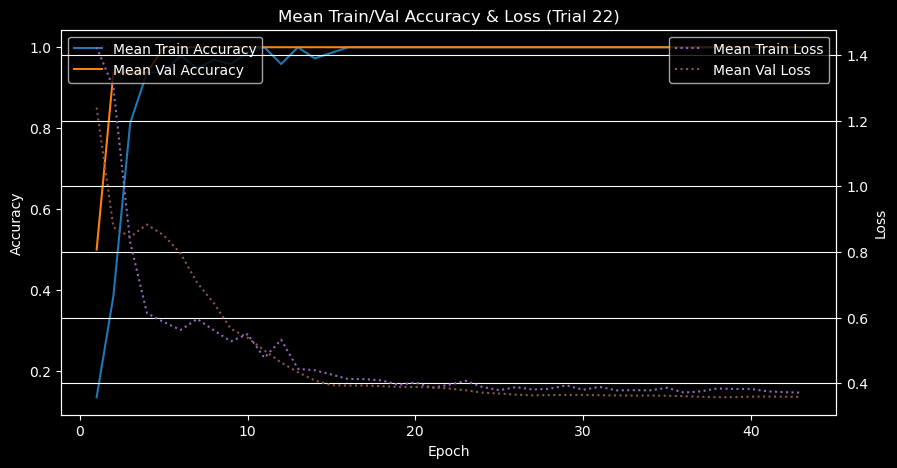 Mean Train/Val Accuracy & Loss (Trial 22)
Mean Train Accuracy
Mean Val Accuracy
Mean Train Loss
Mean Val Loss
Accuracy
1.0
0.8
0.6
0.4
0.2
Loss
1.4
1.2
1.0
0.8
0.6
0.4
0 10 20 30 40
Epoch